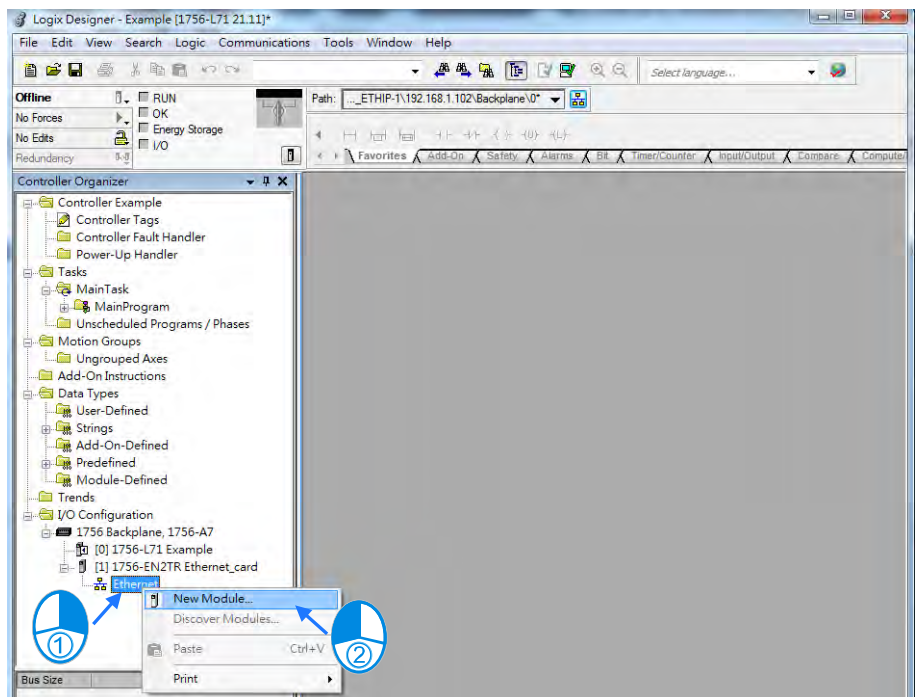 Logix Designer - Example [1756-L71 21.11]*
File Edit View Search Logic Communications Tools Window Help
Select language...
Offline RUN
No Forces OK
No Edits Energy Storage
Redundancy I/O
Path: ..._ETHIP-1\192.168.1.102\Backplane\0*
Favorites Add-On Safety Alarms Bit Timer/Counter Input/Output Compare Compute/
Controller Organizer
Controller Example
Controller Tags
Controller Fault Handler
Power-Up Handler
Tasks
MainTask
MainProgram
Unscheduled Programs / Phases
Motion Groups
Ungrouped Axes
Add-On Instructions
Data Types
User-Defined
Strings
Add-On-Defined
Predefined
Module-Defined
Trends
I/O Configuration
1756 Backplane, 1756-A7
[0] 1756-L71 Example
[1] 1756-EN2TR Ethernet_card
Ethernet
New Module...
Discover Modules...
Paste Ctrl+V
Print
①
②
Bus Size